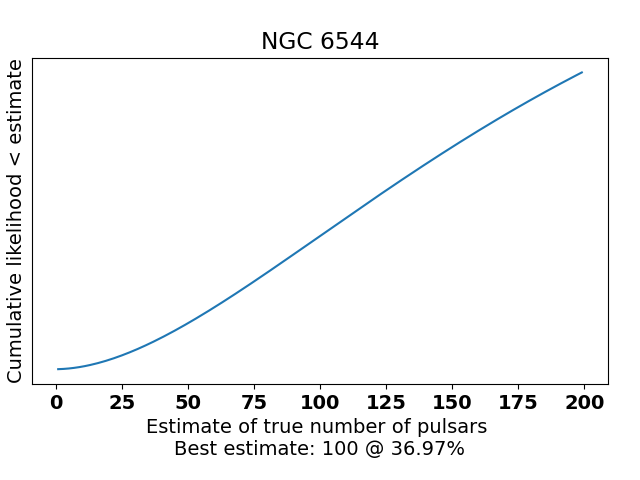 NGC 6544
Cumulative likelihood < estimate
0 25 50 75 100 125 150 175 200
Estimate of true number of pulsars
Best estimate: 100 @ 36.97%